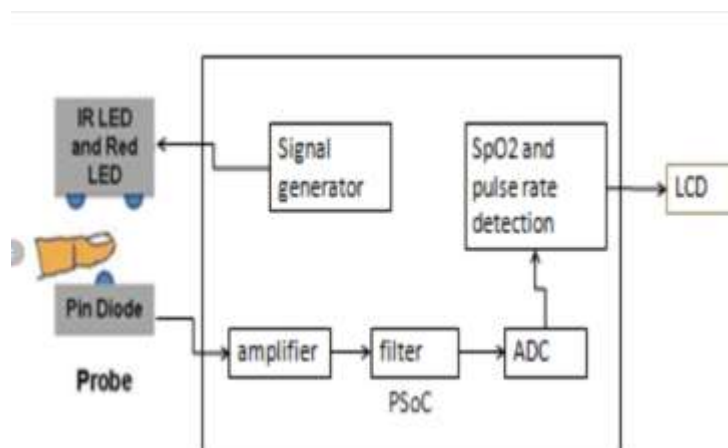 IR LED
and Red
LED
Signal
generator
SpO2 and
pulse rate
detection
LCD
Pin Diode
amplifier
filter
ADC
Probe
PSoC